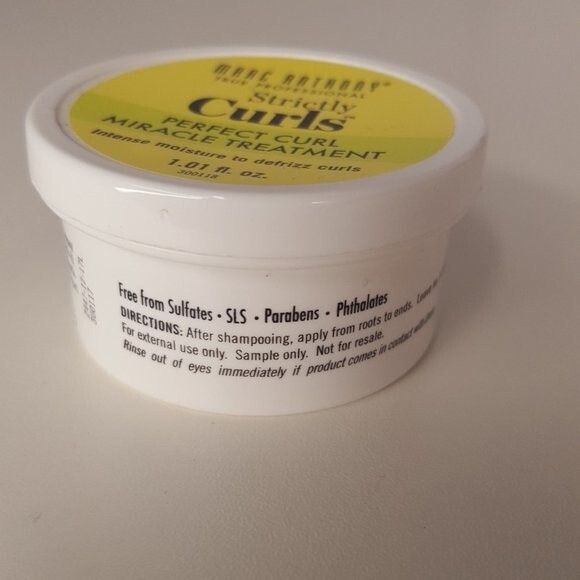 MARC ANTHONY®
TRUE PROFESSIONAL
Strictly
Curls®
PERFECT CURL
MIRACLE TREATMENT
Intense moisture to defrizz curls
1.01 fl. oz.
300118
Free from Sulfates • SLS • Parabens • Phthalates
DIRECTIONS: After shampooing, apply from roots to ends. Leave
For external use only. Sample only. Not for resale.
Rinse out of eyes immediately if product comes in contact with